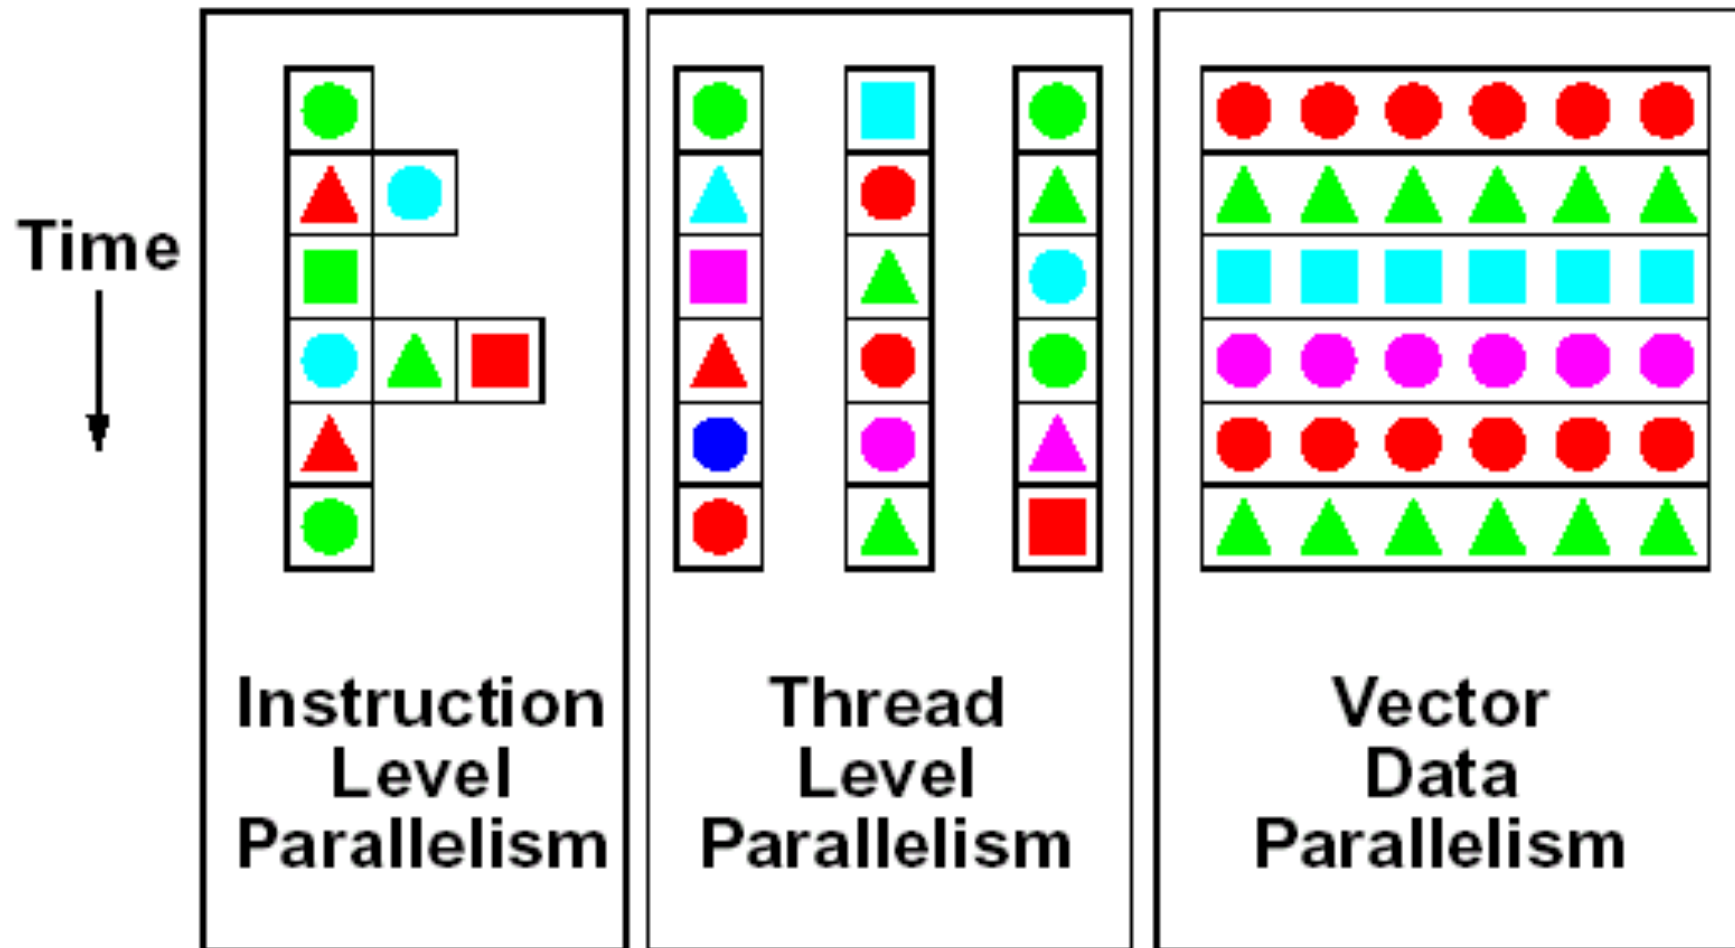 Time
Instruction
Level
Parallelism
Thread
Level
Parallelism
Vector
Data
Parallelism